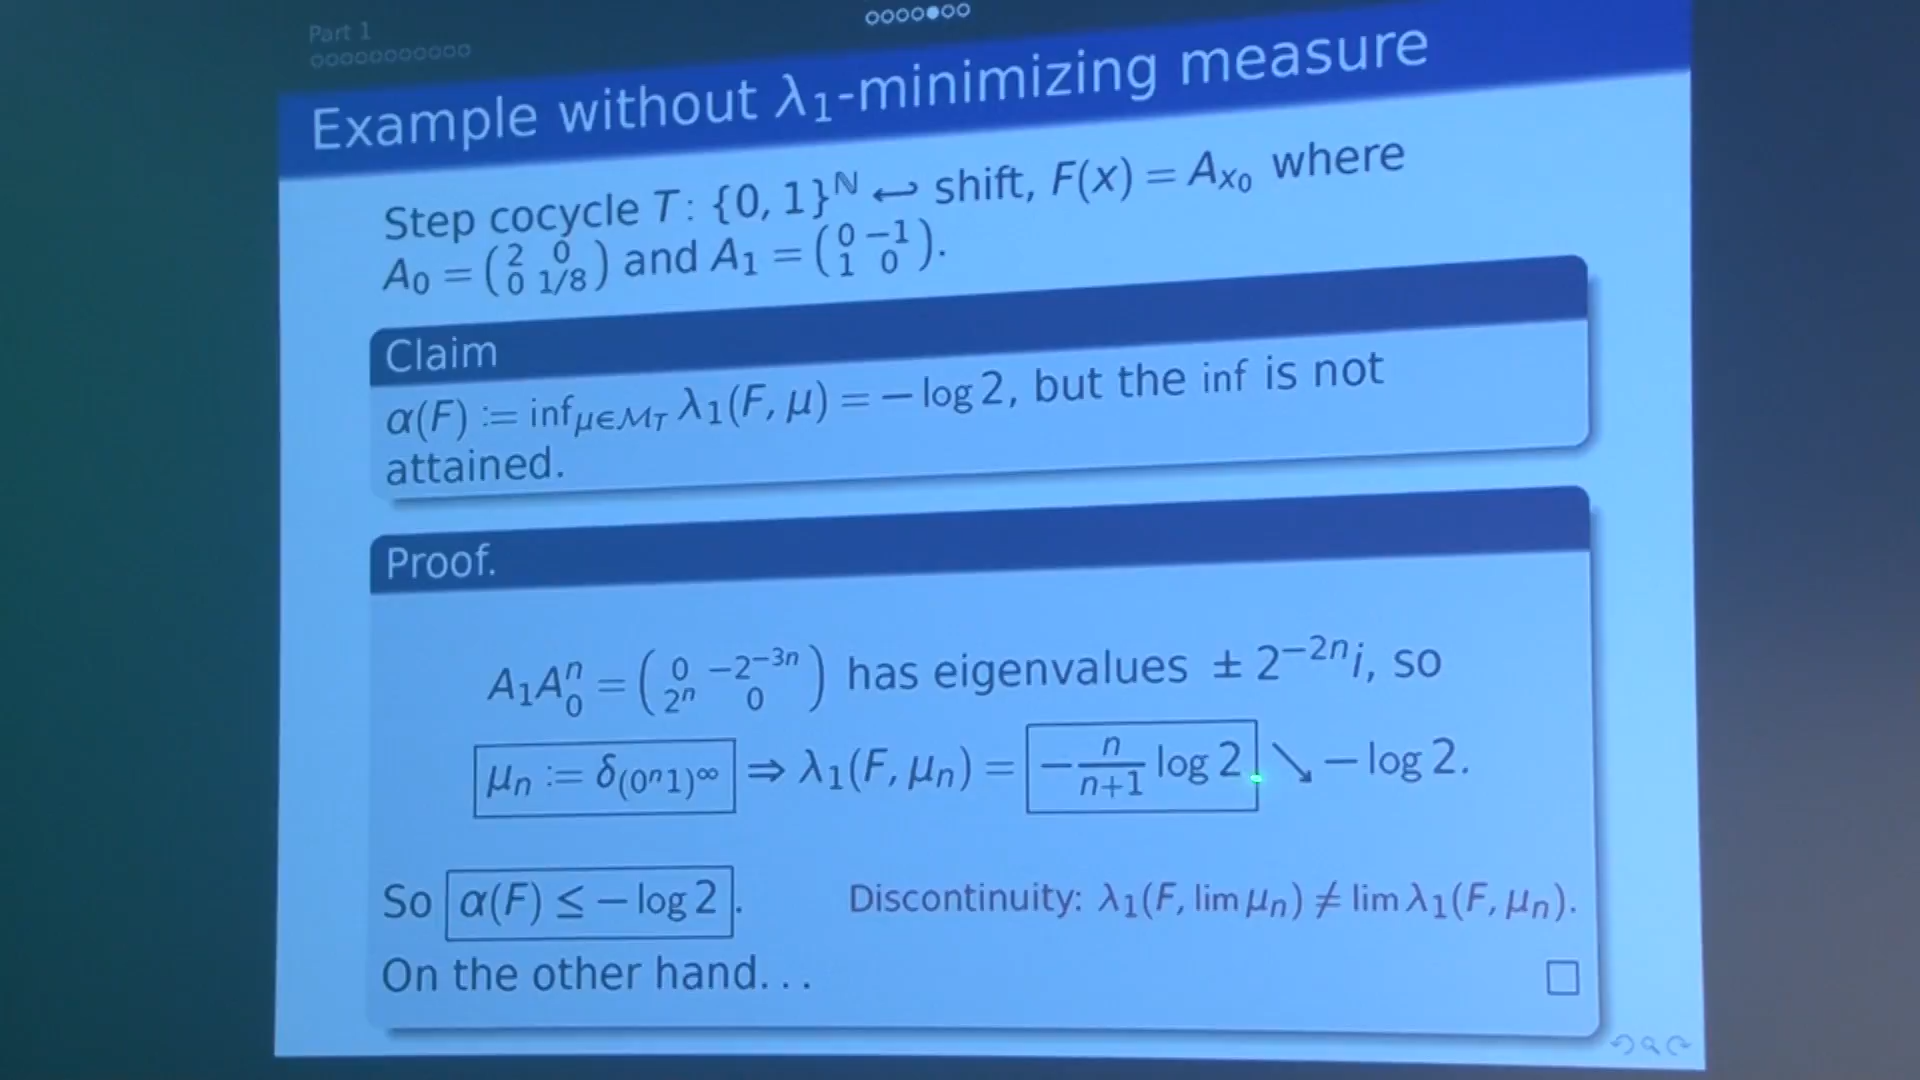 Part 1
Example without λ₁-minimizing measure
Step cocycle T: {0, 1}^ℕ ↩ shift, F(x) = A_{x₀} where
A₀ = (2 0; 0 1/8) and A₁ = (0 −1; 1 0).
Claim
α(F) := inf_{μ∈ℳ_T} λ₁(F, μ) = − log 2, but the inf is not
attained.
Proof.
A₁A₀ⁿ = (0 −2^{−3n}; 2ⁿ 0) has eigenvalues ± 2^{−2n}i, so
μₙ := δ_{(0ⁿ1)^∞} ⇒ λ₁(F, μₙ) = − n/(n+1) log 2 ↘ − log 2.
So α(F) ≤ − log 2. Discontinuity: λ₁(F, lim μₙ) ≠ lim λ₁(F, μₙ).
On the other hand...